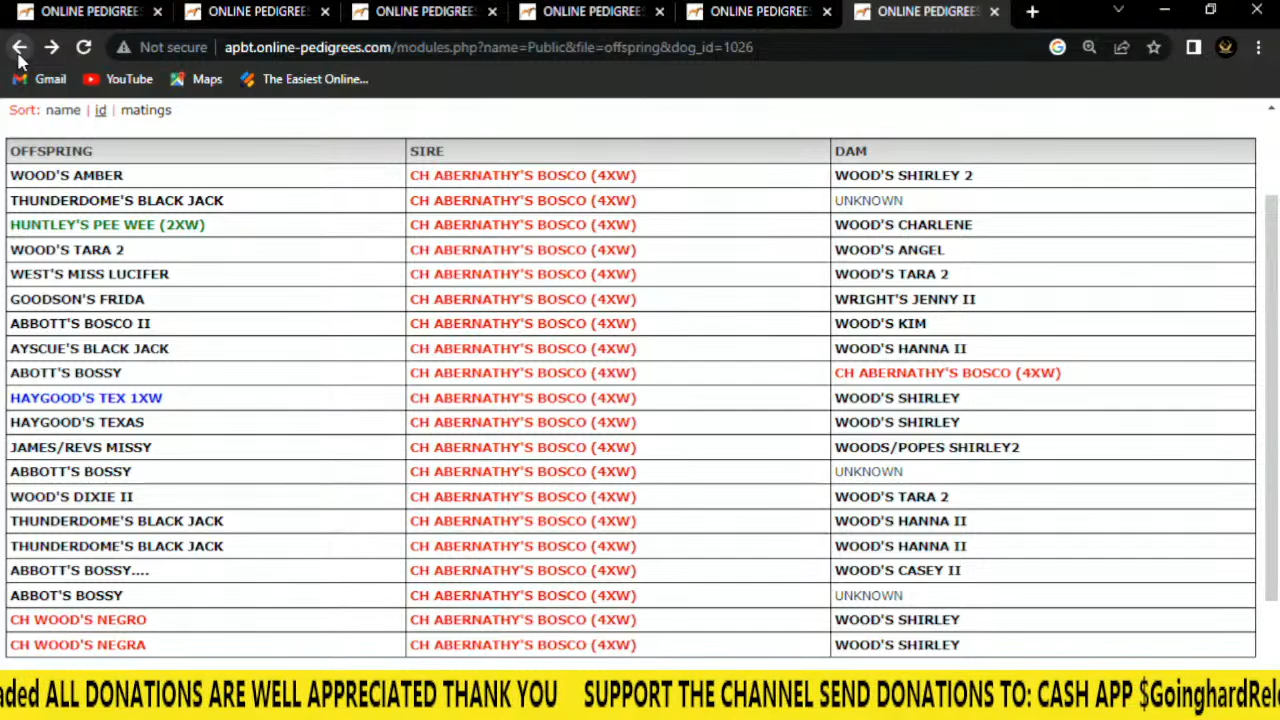 ONLINE PEDIGREES ONLINE PEDIGREES ONLINE PEDIGREES ONLINE PEDIGREES ONLINE PEDIGREES ONLINE PEDIGREES
Not secure apbt.online-pedigrees.com/modules.php?name=Public&file=offspring&dog_id=1026
Gmail YouTube Maps The Easiest Online...
Sort: name | id | matings
OFFSPRING SIRE DAM
WOOD'S AMBER CH ABERNATHY'S BOSCO (4XW) WOOD'S SHIRLEY 2
THUNDERDOME'S BLACK JACK CH ABERNATHY'S BOSCO (4XW) UNKNOWN
HUNTLEY'S PEE WEE (2XW) CH ABERNATHY'S BOSCO (4XW) WOOD'S CHARLENE
WOOD'S TARA 2 CH ABERNATHY'S BOSCO (4XW) WOOD'S ANGEL
WEST'S MISS LUCIFER CH ABERNATHY'S BOSCO (4XW) WOOD'S TARA 2
GOODSON'S FRIDA CH ABERNATHY'S BOSCO (4XW) WRIGHT'S JENNY II
ABBOTT'S BOSCO II CH ABERNATHY'S BOSCO (4XW) WOOD'S KIM
AYSCUE'S BLACK JACK CH ABERNATHY'S BOSCO (4XW) WOOD'S HANNA II
ABOTT'S BOSSY CH ABERNATHY'S BOSCO (4XW) CH ABERNATHY'S BOSCO (4XW)
HAYGOOD'S TEX 1XW CH ABERNATHY'S BOSCO (4XW) WOOD'S SHIRLEY
HAYGOOD'S TEXAS CH ABERNATHY'S BOSCO (4XW) WOOD'S SHIRLEY
JAMES/REVS MISSY CH ABERNATHY'S BOSCO (4XW) WOODS/POPES SHIRLEY2
ABBOTT'S BOSSY CH ABERNATHY'S BOSCO (4XW) UNKNOWN
WOOD'S DIXIE II CH ABERNATHY'S BOSCO (4XW) WOOD'S TARA 2
THUNDERDOME'S BLACK JACK CH ABERNATHY'S BOSCO (4XW) WOOD'S HANNA II
THUNDERDOME'S BLACK JACK CH ABERNATHY'S BOSCO (4XW) WOOD'S HANNA II
ABBOTT'S BOSSY.... CH ABERNATHY'S BOSCO (4XW) WOOD'S CASEY II
ABBOT'S BOSSY CH ABERNATHY'S BOSCO (4XW) UNKNOWN
CH WOOD'S NEGRO CH ABERNATHY'S BOSCO (4XW) WOOD'S SHIRLEY
CH WOOD'S NEGRA CH ABERNATHY'S BOSCO (4XW) WOOD'S SHIRLEY
aded ALL DONATIONS ARE WELL APPRECIATED THANK YOU SUPPORT THE CHANNEL SEND DONATIONS TO: CASH APP $GoinghardRelo